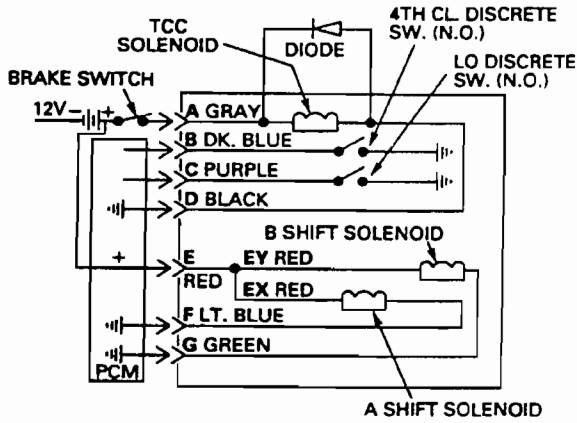 TCC
SOLENOID
4TH CL. DISCRETE
SW. (N.O.)
DIODE
LO DISCRETE
SW. (N.O.)
BRAKE SWITCH
12V - +
A GRAY
B DK. BLUE
C PURPLE
D BLACK
B SHIFT SOLENOID
+ E EY RED
RED
EX RED
F LT. BLUE
G GREEN
PCM
A SHIFT SOLENOID